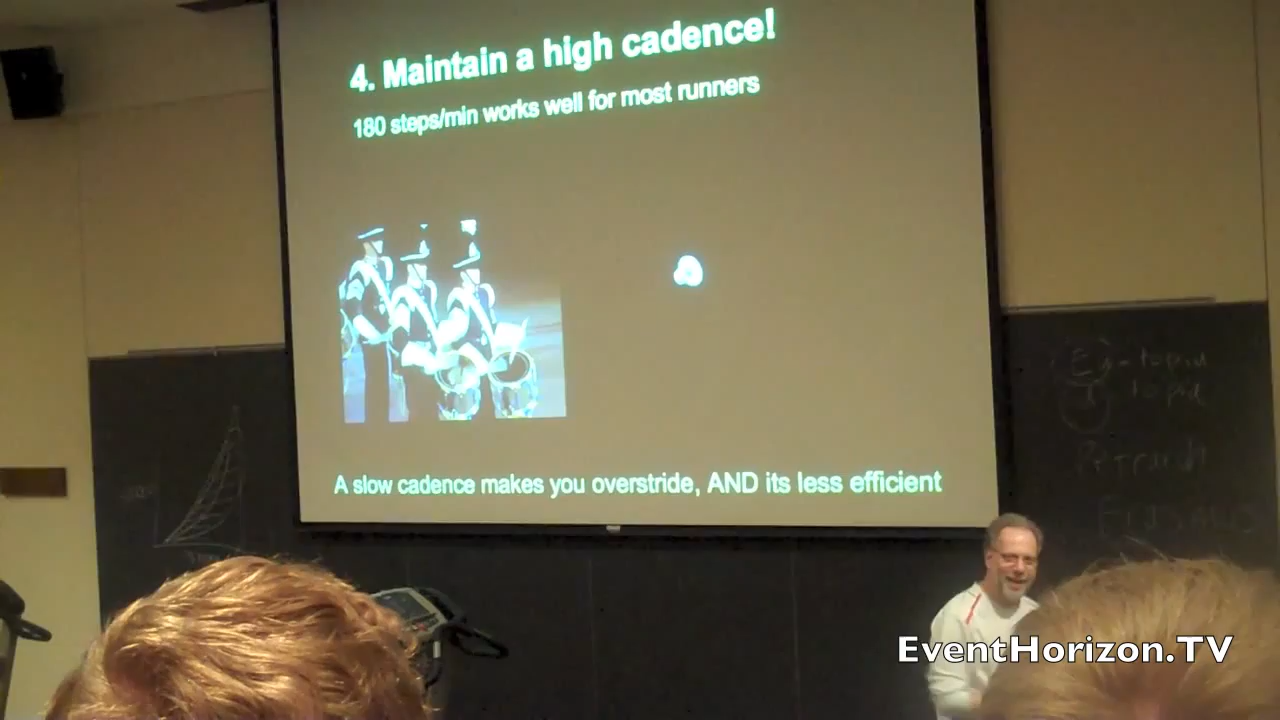 4. Maintain a high cadence!
180 steps/min works well for most runners
A slow cadence makes you overstride, AND its less efficient
EventHorizon.TV